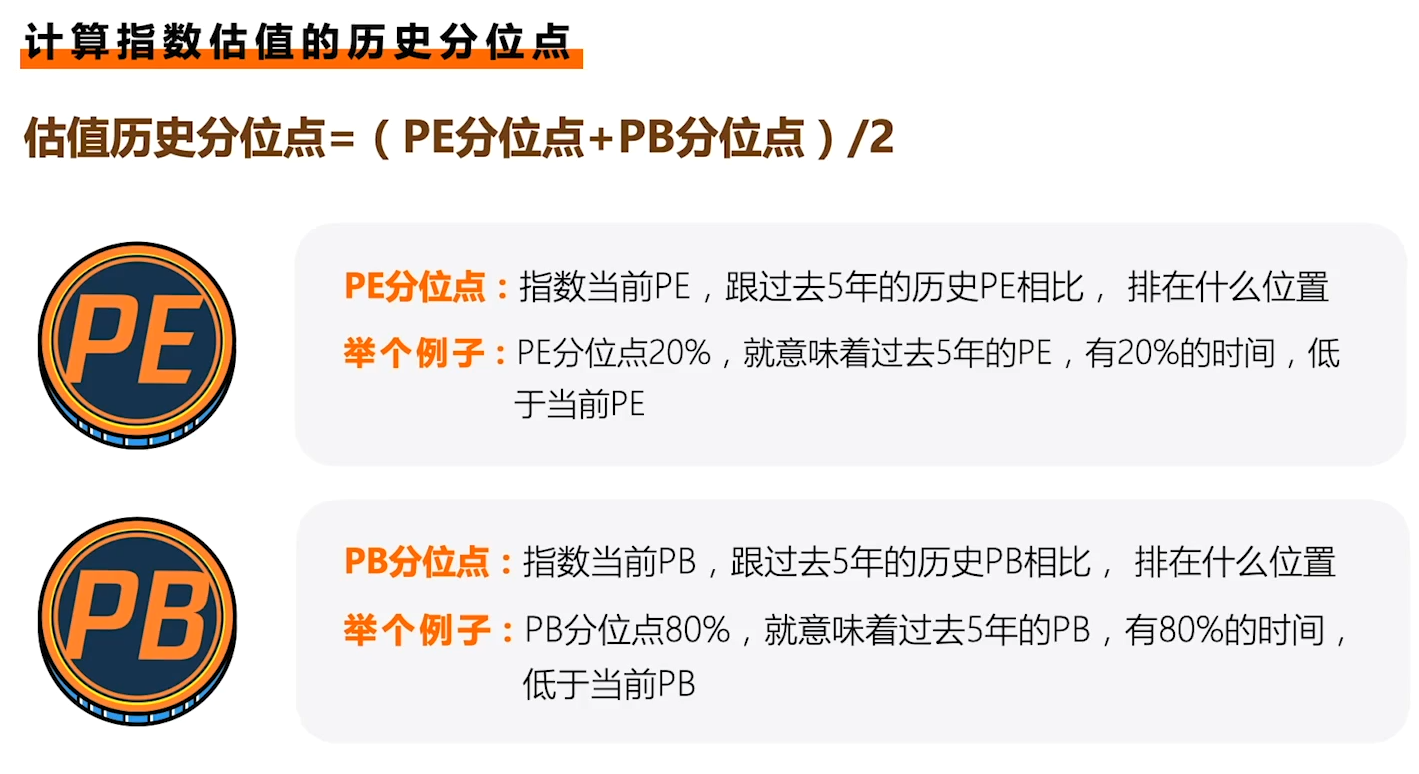 计算指数估值的历史分位点
估值历史分位点=（PE分位点+PB分位点）/2
PE
PE分位点：指数当前PE，跟过去5年的历史PE相比， 排在什么位置
举个例子：PE分位点20%，就意味着过去5年的PE，有20%的时间，低
于当前PE
PB
PB分位点：指数当前PB，跟过去5年的历史PB相比， 排在什么位置
举个例子：PB分位点80%，就意味着过去5年的PB，有80%的时间，
低于当前PB